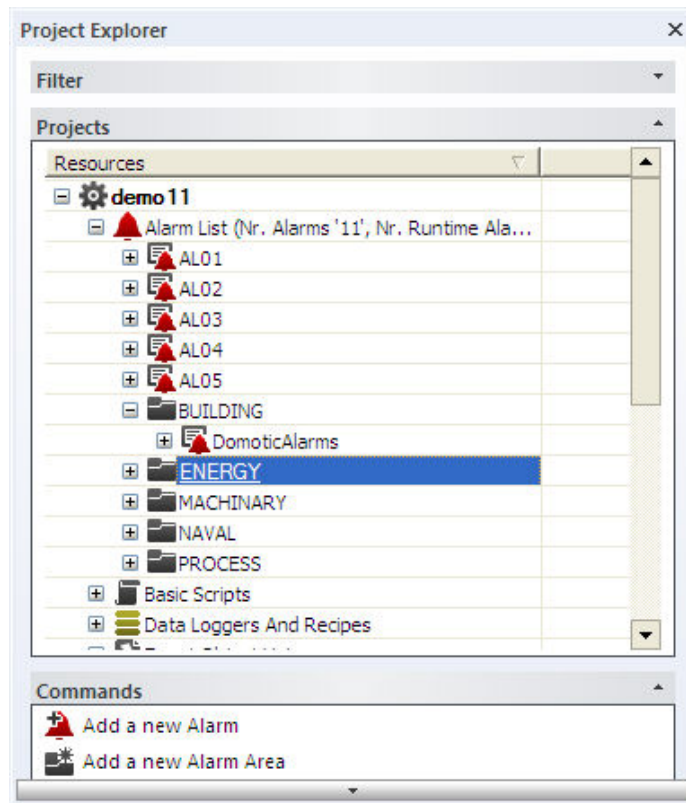 Project Explorer
Filter
Projects
Resources
demo11
Alarm List (Nr. Alarms '11', Nr. Runtime Ala...
AL01
AL02
AL03
AL04
AL05
BUILDING
DomoticAlarms
ENERGY
MACHINARY
NAVAL
PROCESS
Basic Scripts
Data Loggers And Recipes
Commands
Add a new Alarm
Add a new Alarm Area